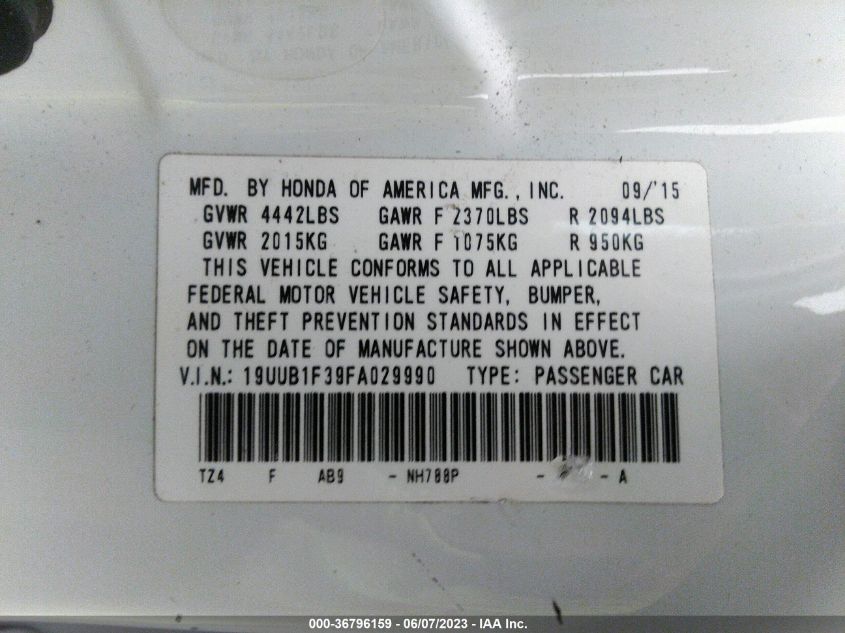 MFD. BY HONDA OF AMERICA MFG., INC. 09/'15
GVWR 4442LBS GAWR F 2370LBS R 2094LBS
GVWR 2015KG GAWR F 1075KG R 950KG
THIS VEHICLE CONFORMS TO ALL APPLICABLE
FEDERAL MOTOR VEHICLE SAFETY, BUMPER,
AND THEFT PREVENTION STANDARDS IN EFFECT
ON THE DATE OF MANUFACTURE SHOWN ABOVE.
V.I.N.: 19UUB1F39FA029990 TYPE: PASSENGER CAR
TZ4 F AB9 - NH788P - - A
000-36796159 - 06/07/2023 - IAA Inc.